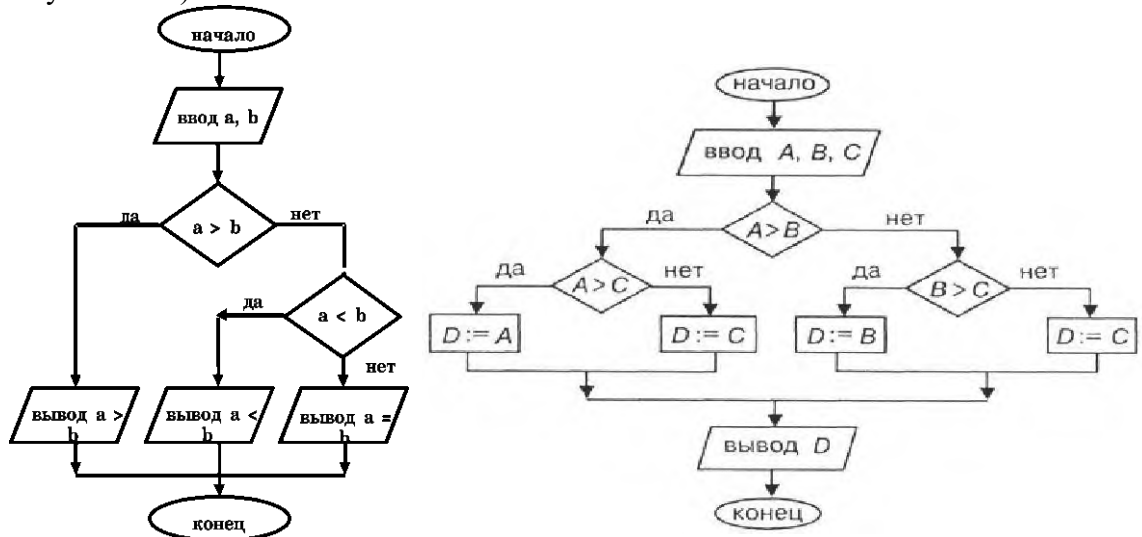 начало
ввод a, b
да
нет
a > b
да
a < b
нет
вывод a >
b
вывод a <
b
вывод a =
b
конец
начало
ввод A, B, C
да
нет
A>B
да
нет
да
нет
A>C
B>C
D:=A
D:=C
D:=B
D:=C
вывод D
конец